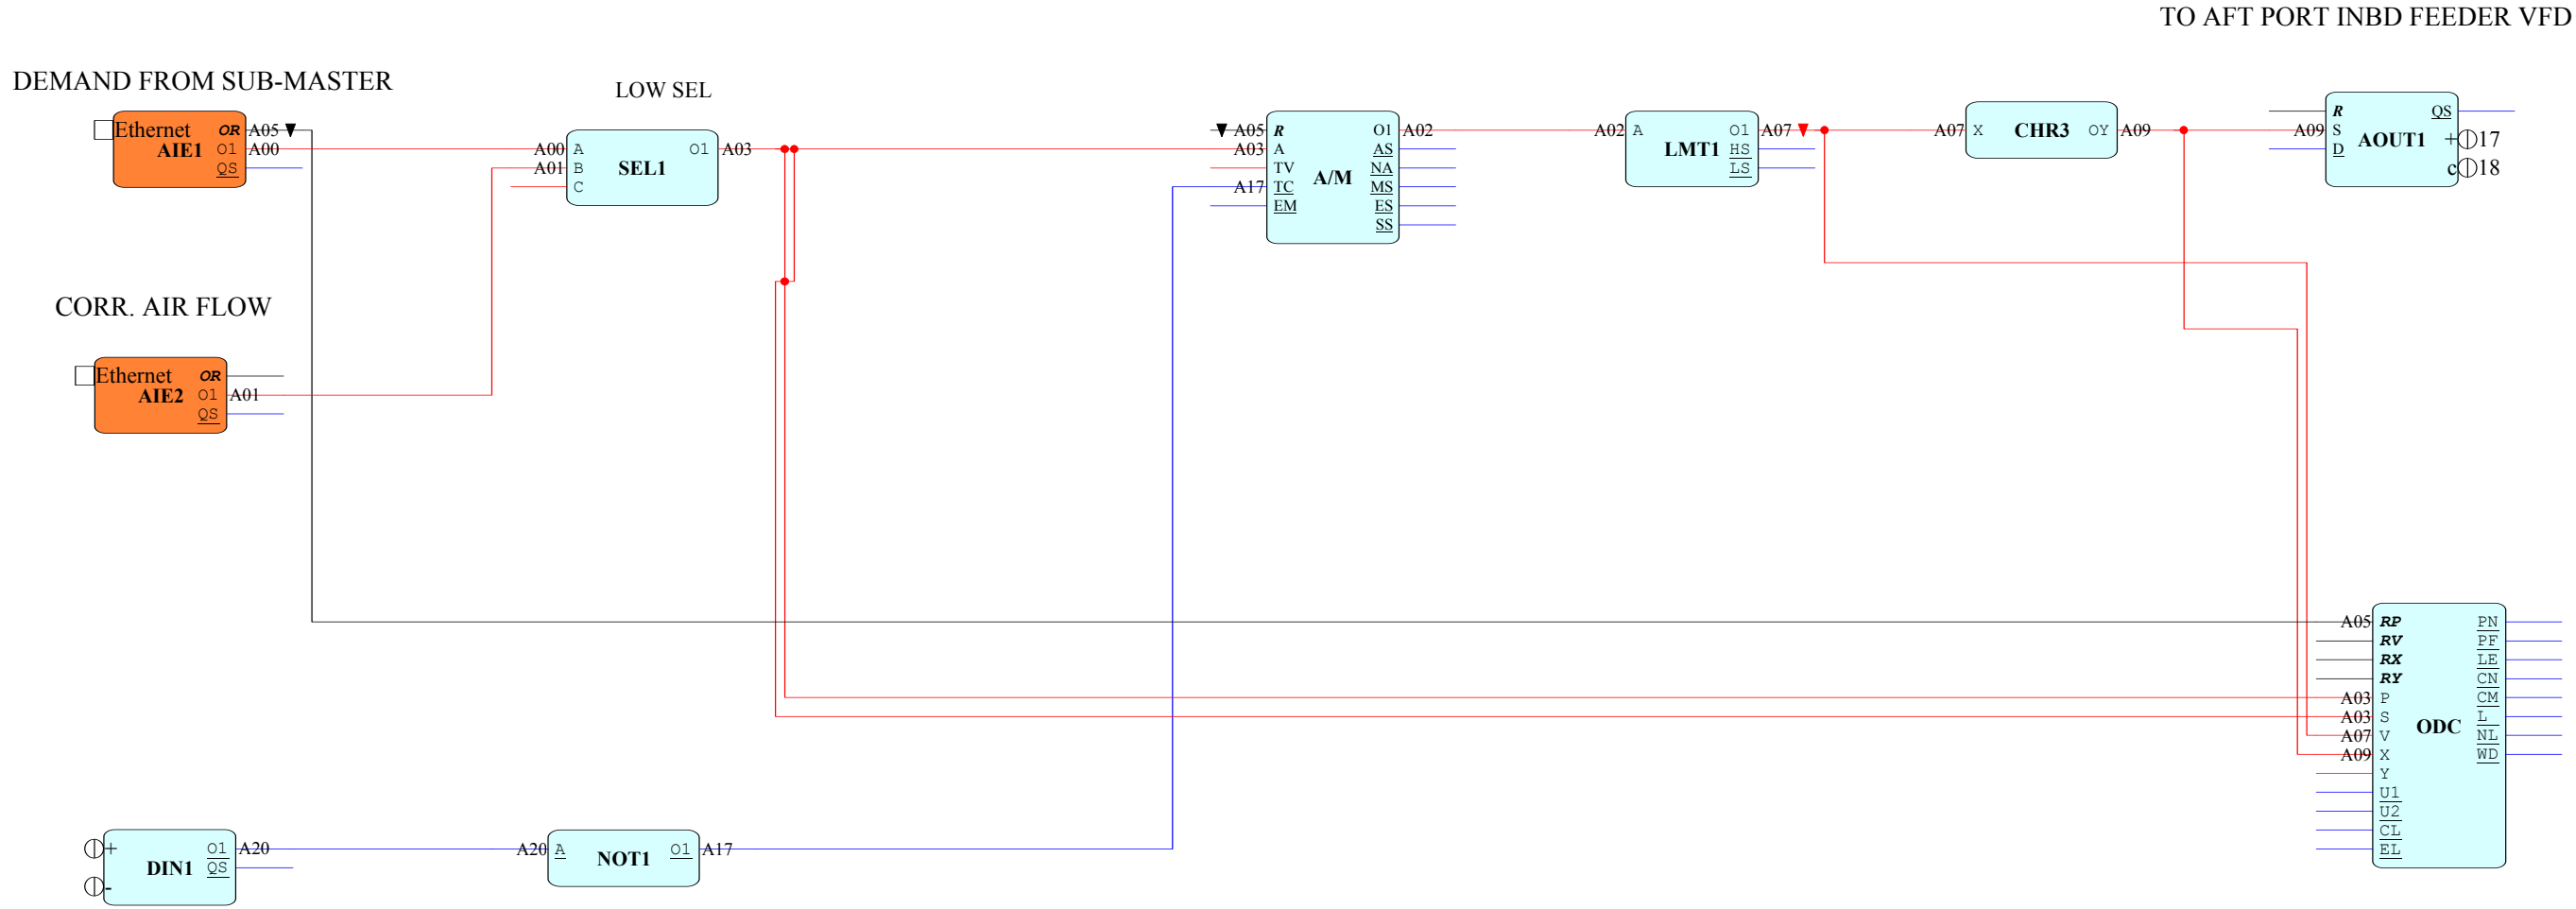 TO AFT PORT INBD FEEDER VFD
DEMAND FROM SUB-MASTER
LOW SEL
Ethernet OR A05
AIE1 O1 A00
QS
A00 A O1 A03
A01 B SEL1
C
A05 R O1 A02
A03 A AS
TV A/M NA
A17 TC MS
EM ES
SS
A02 A O1 A07
LMT1 HS
LS
A07 X CHR3 OY A09
R QS
A09 S AOUT1 + 17
D c 18
CORR. AIR FLOW
Ethernet OR
AIE2 O1 A01
QS
A05 RP PN
RV PF
RX LE
RY CN
A03 P CM
A03 S ODC L
A07 V NL
A09 X WD
Y
U1
U2
CL
EL
+ O1 A20
DIN1 QS
-
A20 A NOT1 O1 A17